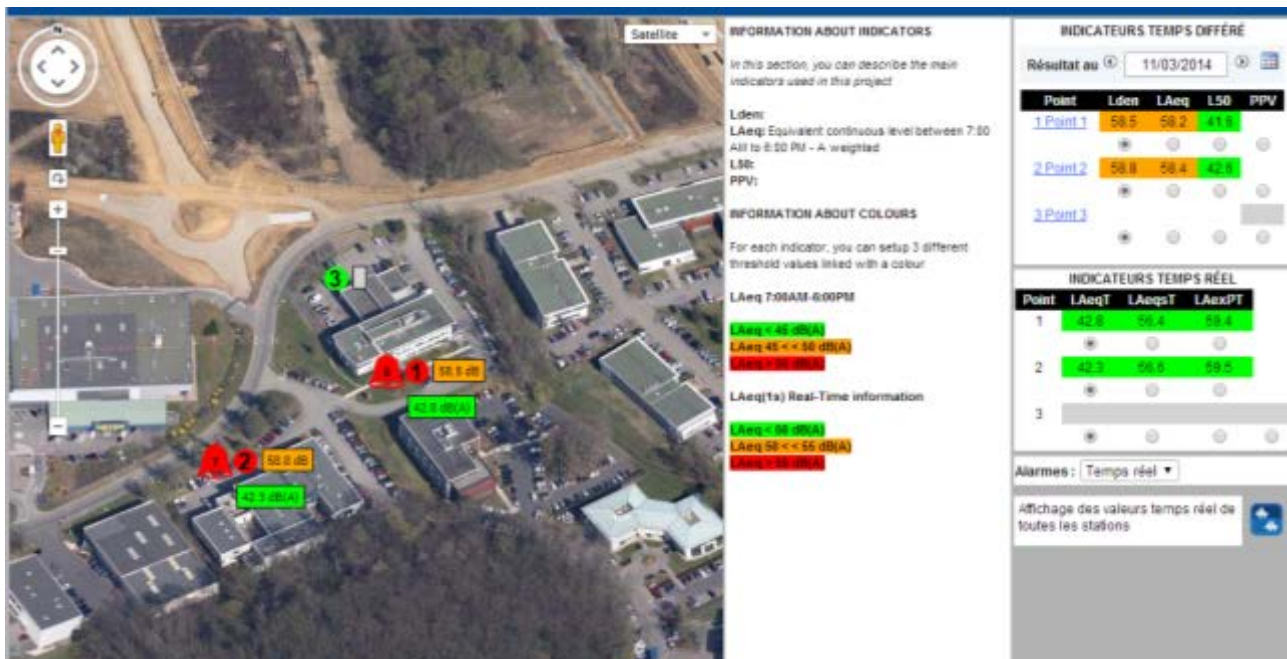 Satellite
3
1
58.5 dB
42.8 dB(A)
2
58.8 dB
42.3 dB(A)
INFORMATION ABOUT INDICATORS
In this section, you can describe the main
indicators used in this project
Lden:
LAeq: Equivalent continuous level between 7:00
AM to 6:00 PM - A weighted
L50:
PPV:
INFORMATION ABOUT COLOURS
For each indicator, you can setup 3 different
threshold values linked with a colour
LAeq 7:00AM-6:00PM
LAeq < 45 dB(A)
LAeq 45 << 50 dB(A)
LAeq > 50 dB(A)
LAeq(1s) Real-Time information
LAeq < 50 dB(A)
LAeq 50 << 55 dB(A)
LAeq > 55 dB(A)
INDICATEURS TEMPS DIFFÉRÉ
Résultat au 11/03/2014
Point Lden LAeq L50 PPV
1 Point 1 58.5 58.2 41.8
2 Point 2 58.8 58.4 42.6
3 Point 3
INDICATEURS TEMPS RÉEL
Point LAeqT LAeqsT LAexPT
1 42.8 56.4 59.4
2 42.3 56.6 59.5
3
Alarmes : Temps réel
Affichage des valeurs temps réel de
toutes les stations